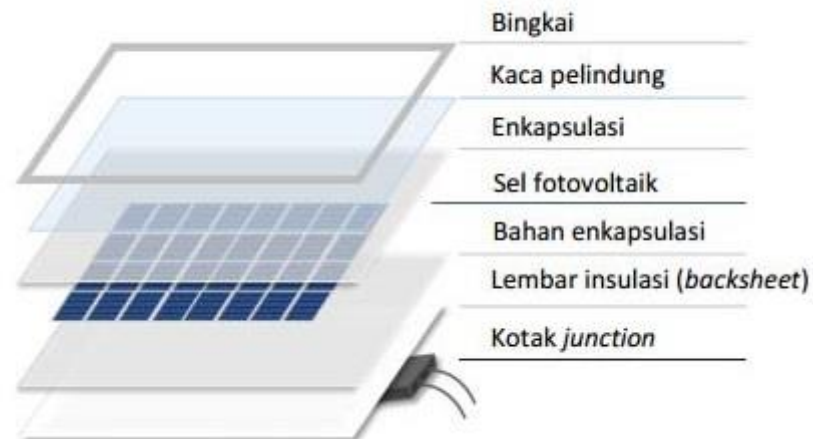 Bingkai
Kaca pelindung
Enkapsulasi
Sel fotovoltaik
Bahan enkapsulasi
Lembar insulasi (backsheet)
Kotak junction